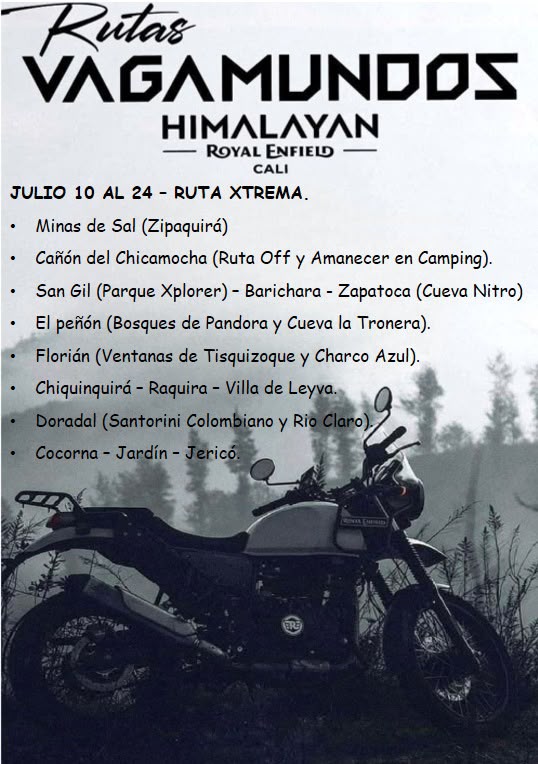 Rutas
VAGAMUNDOS
HIMALAYAN
ROYAL ENFIELD
CALI
JULIO 10 AL 24 – RUTA XTREMA.
• Minas de Sal (Zipaquirá)
• Cañón del Chicamocha (Ruta Off y Amanecer en Camping).
• San Gil (Parque Xplorer) – Barichara - Zapatoca (Cueva Nitro)
• El peñón (Bosques de Pandora y Cueva la Tronera).
• Florián (Ventanas de Tisquizoque y Charco Azul).
• Chiquinquirá – Raquira – Villa de Leyva.
• Doradal (Santorini Colombiano y Rio Claro).
• Cocorna – Jardín – Jericó.
ROYAL ENFIELD